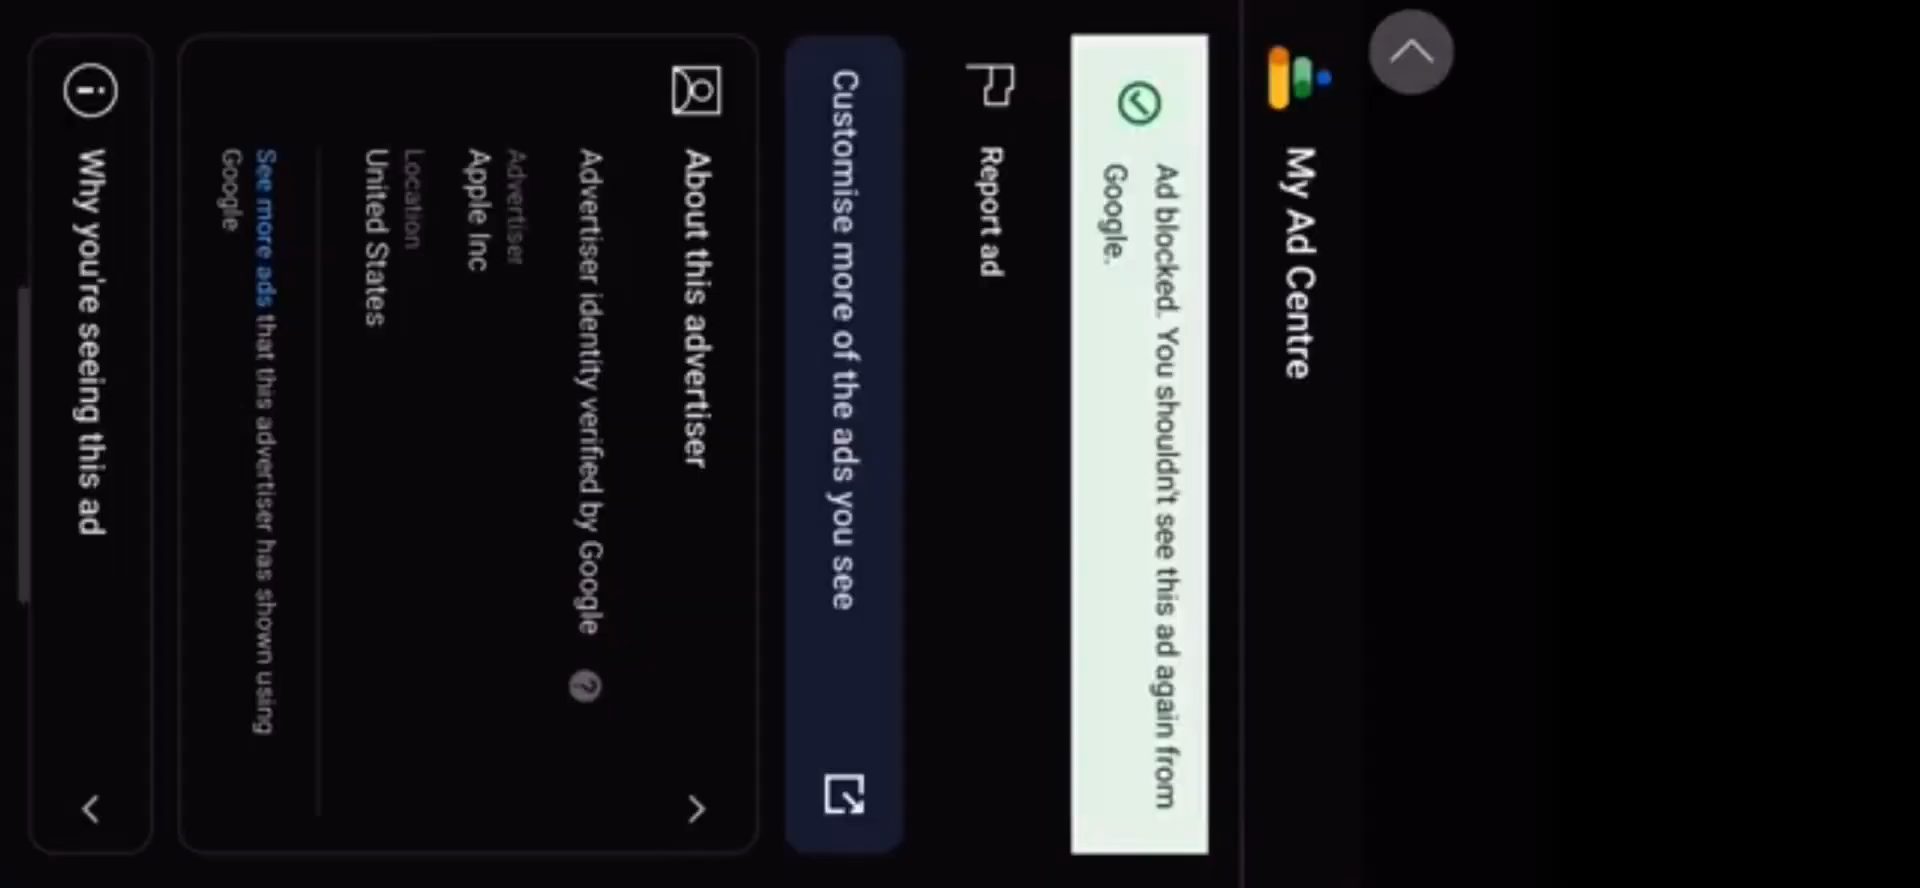 My Ad Centre
Ad blocked. You shouldn't see this ad again from
Google.
Report ad
Customise more of the ads you see
About this advertiser
Advertiser identity verified by Google
Advertiser
Apple Inc
Location
United States
See more ads that this advertiser has shown using
Google
Why you're seeing this ad